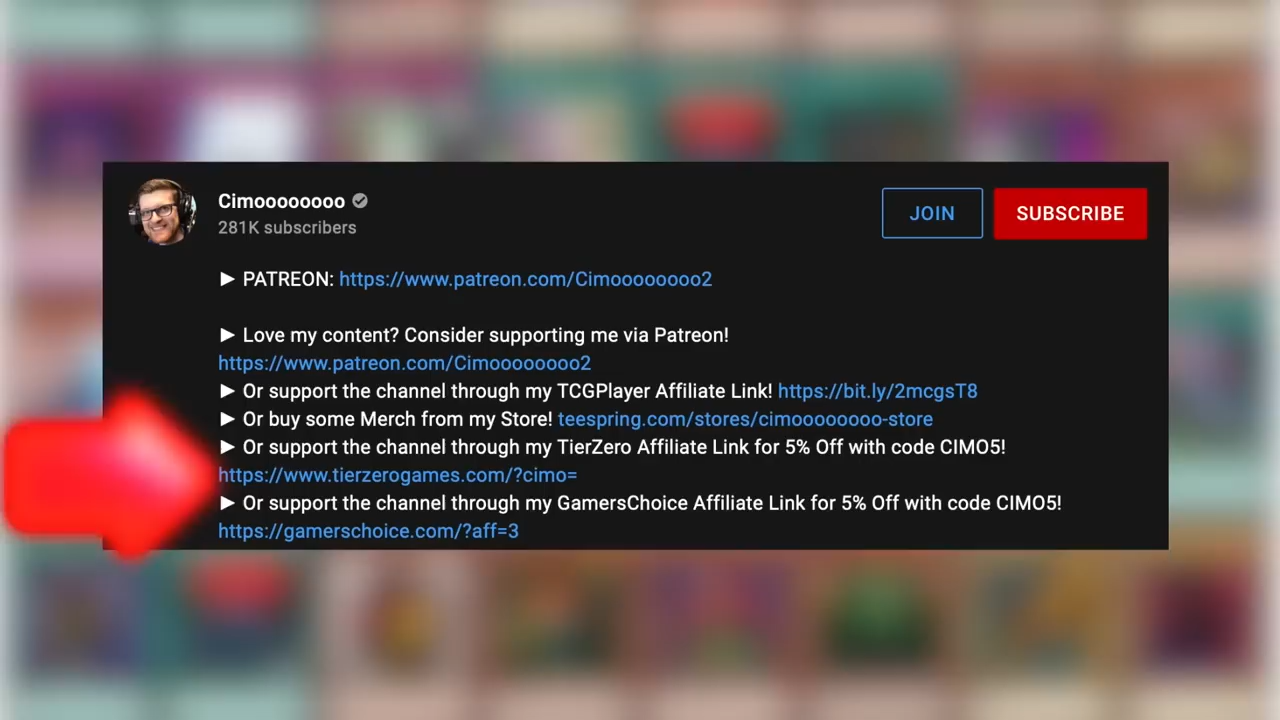 Cimoooooooo
281K subscribers
JOIN
SUBSCRIBE
► PATREON: https://www.patreon.com/Cimoooooooo2
► Love my content? Consider supporting me via Patreon!
https://www.patreon.com/Cimoooooooo2
► Or support the channel through my TCGPlayer Affiliate Link! https://bit.ly/2mcgsT8
► Or buy some Merch from my Store! teespring.com/stores/cimoooooooo-store
► Or support the channel through my TierZero Affiliate Link for 5% Off with code CIMO5!
https://www.tierzerogames.com/?cimo=
► Or support the channel through my GamersChoice Affiliate Link for 5% Off with code CIMO5!
https://gamerschoice.com/?aff=3